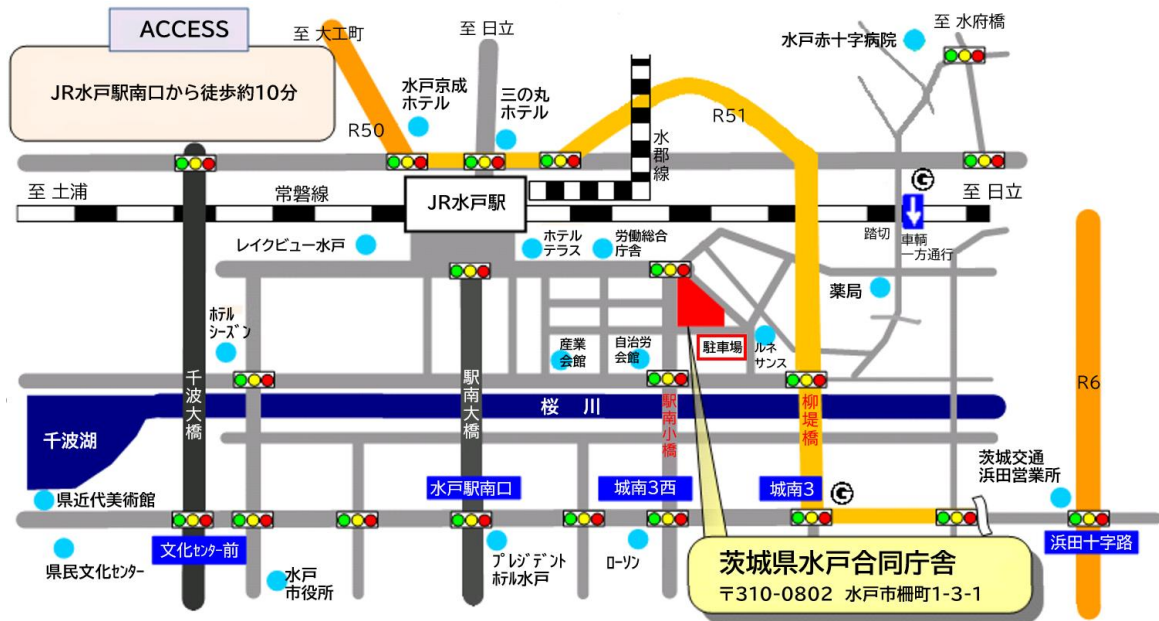 ACCESS
JR水戸駅南口から徒歩約10分
至 大工町
至 日立
至 水府橋
水戸赤十字病院
水戸京成
ホテル
三の丸
ホテル
R50
R51
水郡線
至 土浦
常磐線
JR水戸駅
至 日立
G
踏切
車輌
一方通行
レイクビュー水戸
ホテル
テラス
労働総合
庁舎
薬局
ホテル
シーズン
産業
会館
自治労
会館
駐車場
ルネ
サンス
R6
千波大橋
駅南大橋
桜 川
駅南小橋
柳堤橋
千波湖
茨城交通
浜田営業所
県近代美術館
水戸駅南口
城南3西
城南3
G
文化センター前
浜田十字路
県民文化センター
水戸
市役所
プレジデント
ホテル水戸
ローソン
茨城県水戸合同庁舎
〒310-0802 水戸市柵町1-3-1